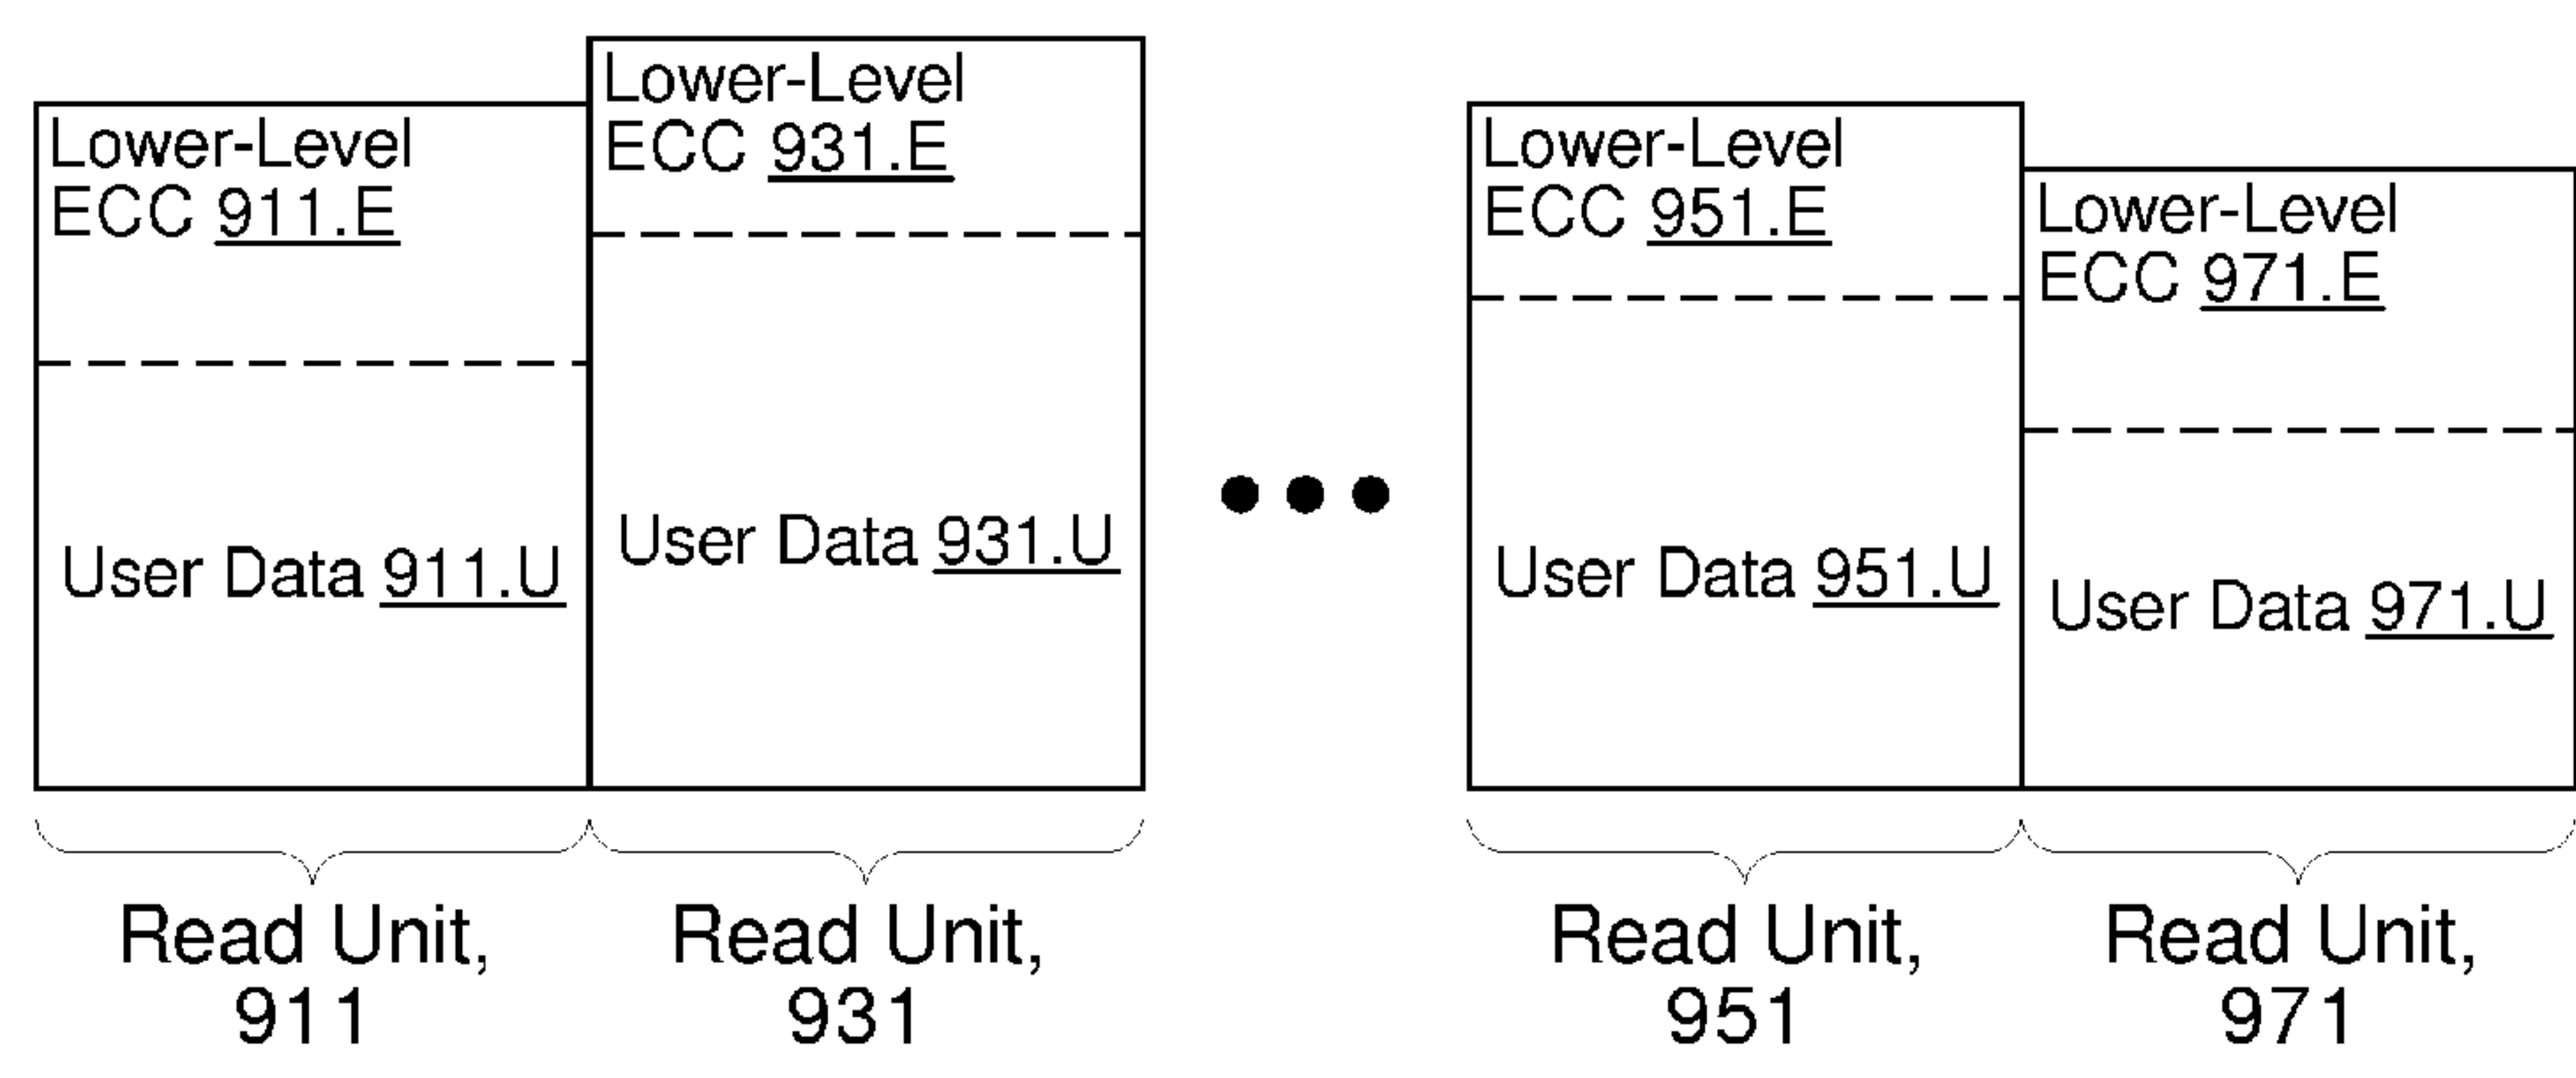 Lower-Level
ECC 911.E
User Data 911.U
Lower-Level
ECC 931.E
User Data 931.U
Lower-Level
ECC 951.E
User Data 951.U
Lower-Level
ECC 971.E
User Data 971.U
Read Unit,
911
Read Unit,
931
Read Unit,
951
Read Unit,
971